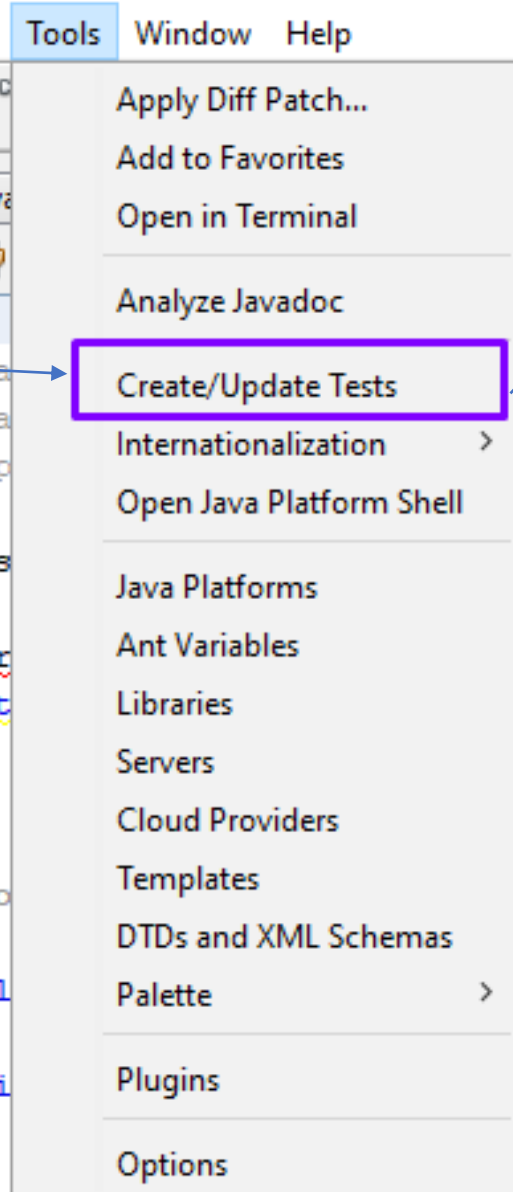 Tools Window Help
Apply Diff Patch...
Add to Favorites
Open in Terminal
Analyze Javadoc
Create/Update Tests
Internationalization
Open Java Platform Shell
Java Platforms
Ant Variables
Libraries
Servers
Cloud Providers
Templates
DTDs and XML Schemas
Palette
Plugins
Options